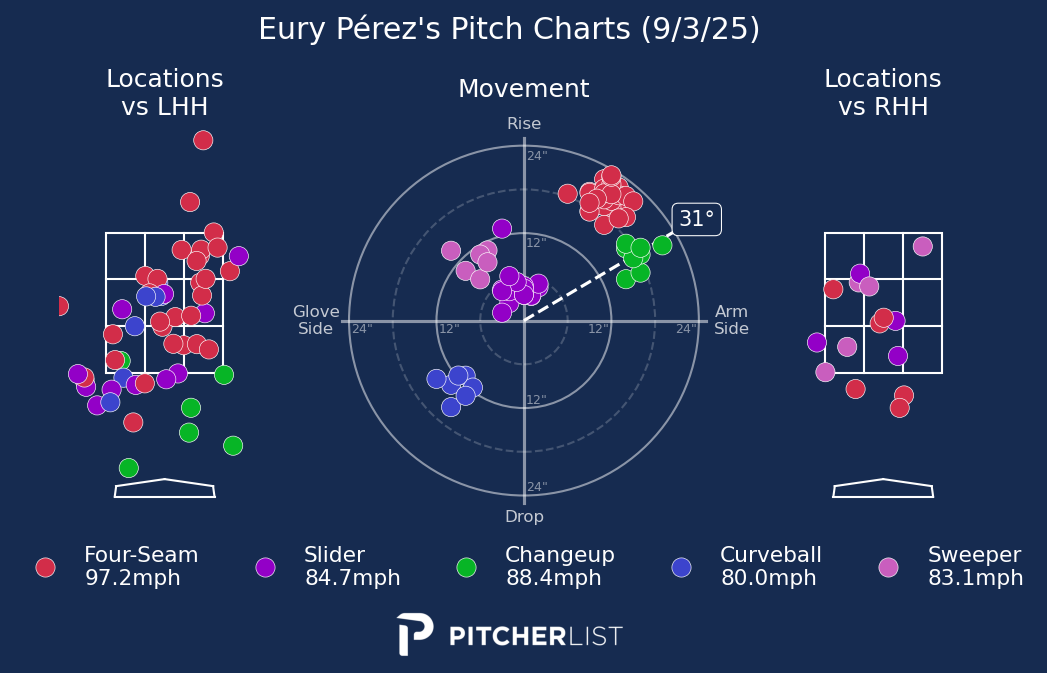 Eury Pérez's Pitch Charts (9/3/25)
Locations
vs LHH
Movement
Locations
vs RHH
Rise
24"
12"
31°
Glove
Side
24"
12"
12"
24"
Arm
Side
12"
24"
Drop
Four-Seam
97.2mph
Slider
84.7mph
Changeup
88.4mph
Curveball
80.0mph
Sweeper
83.1mph
PITCHERLIST